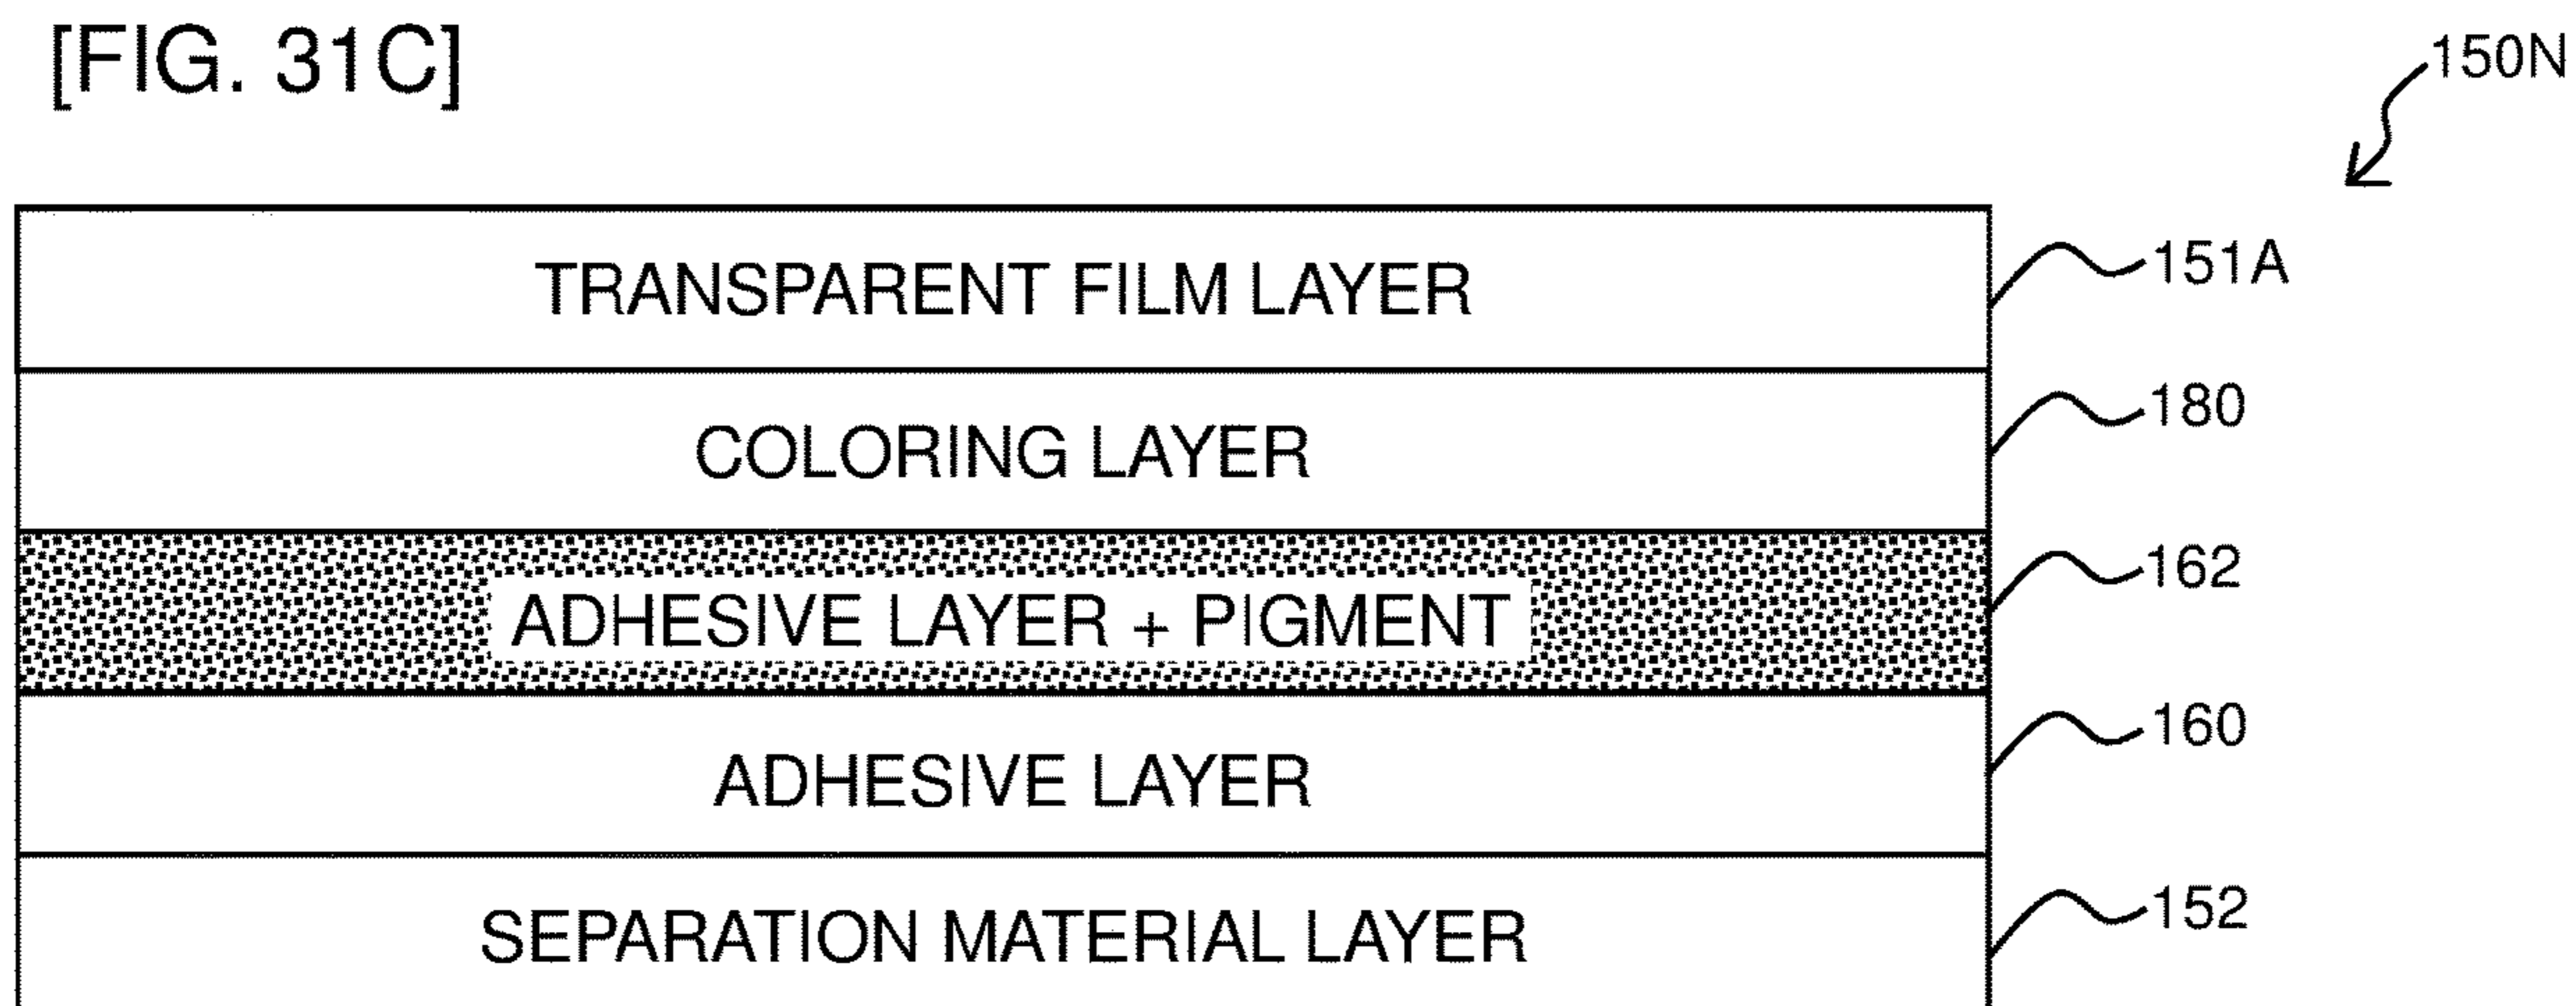 [FIG. 31C]
150N
TRANSPARENT FILM LAYER
151A
COLORING LAYER
180
ADHESIVE LAYER + PIGMENT
162
ADHESIVE LAYER
160
SEPARATION MATERIAL LAYER
152